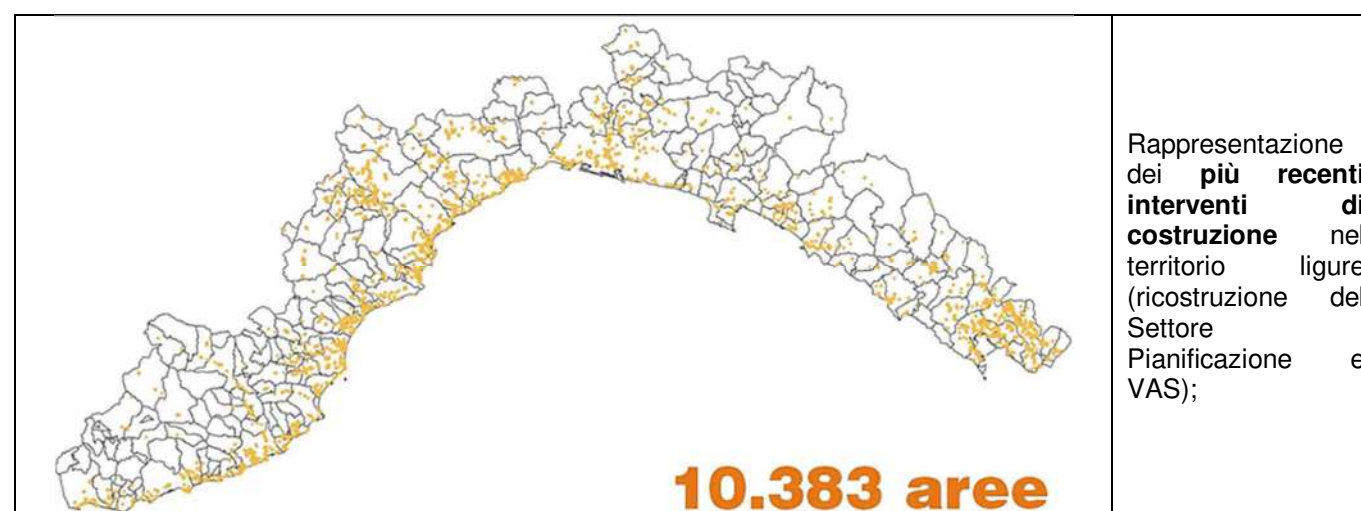 10.383 aree
Rappresentazione
dei più recenti
interventi di
costruzione nel
territorio ligure
(ricostruzione del
Settore
Pianificazione e
VAS);